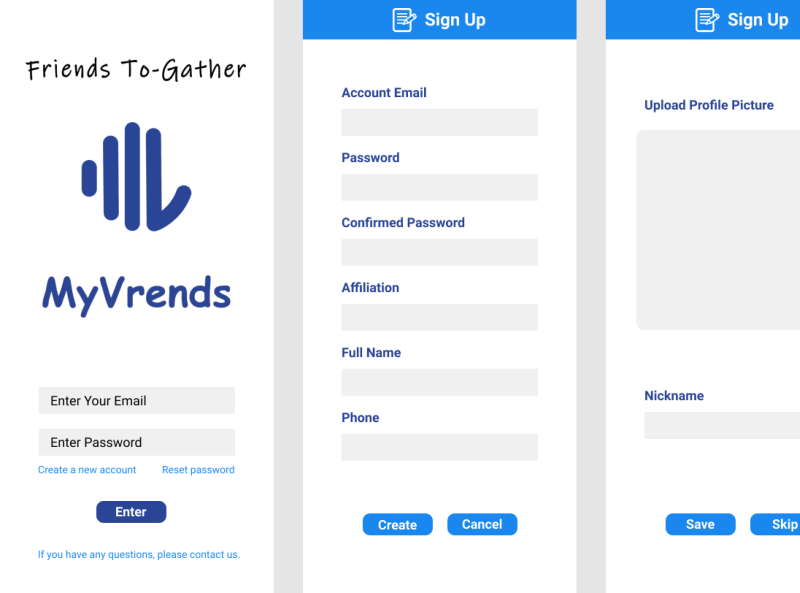 Friends To-Gather
MyVrends
Enter Your Email
Enter Password
Create a new account
Reset password
Enter
If you have any questions, please contact us.
Sign Up
Account Email
Password
Confirmed Password
Affiliation
Full Name
Phone
Create
Cancel
Sign Up
Upload Profile Picture
Nickname
Save
Skip